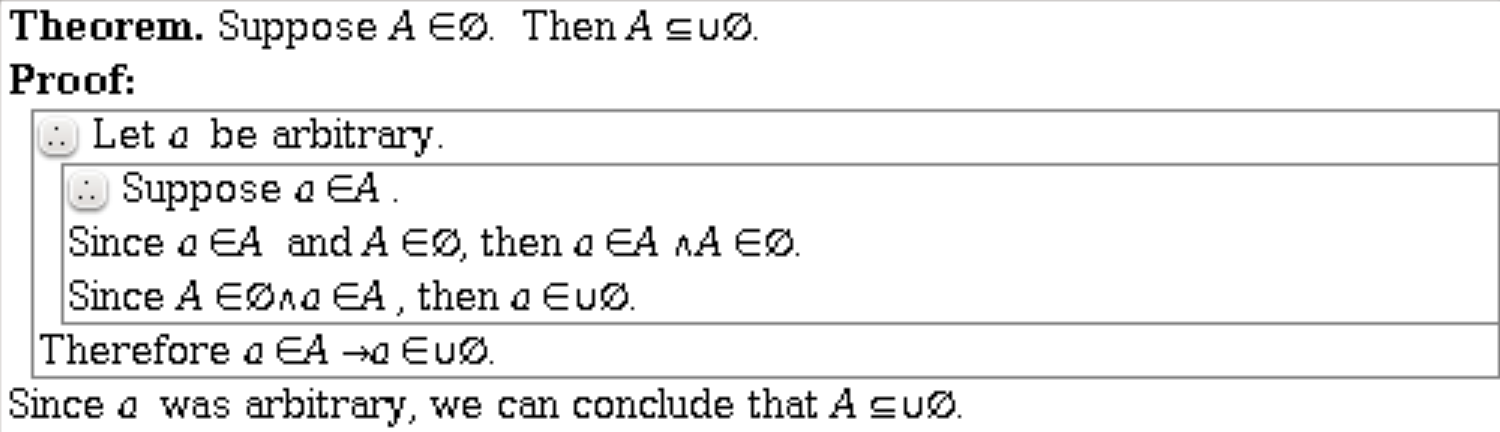 Theorem. Suppose A ∈∅. Then A ⊆∪∅.
Proof:
∴ Let a be arbitrary.
∴ Suppose a ∈A .
Since a ∈A and A ∈∅, then a ∈A ∧A ∈∅.
Since A ∈∅∧a ∈A , then a ∈∪∅.
Therefore a ∈A →a ∈∪∅.
Since a was arbitrary, we can conclude that A ⊆∪∅.